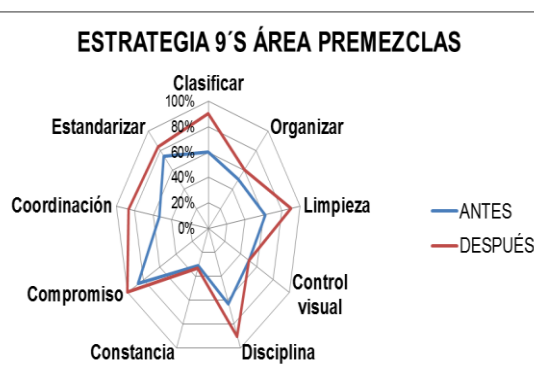 ESTRATEGIA 9´S ÁREA PREMEZCLAS
Clasificar
100%
80%
60%
40%
20%
0%
Estandarizar
Organizar
Coordinación
Limpieza
Compromiso
Control
visual
Constancia
Disciplina
ANTES
DESPUÉS